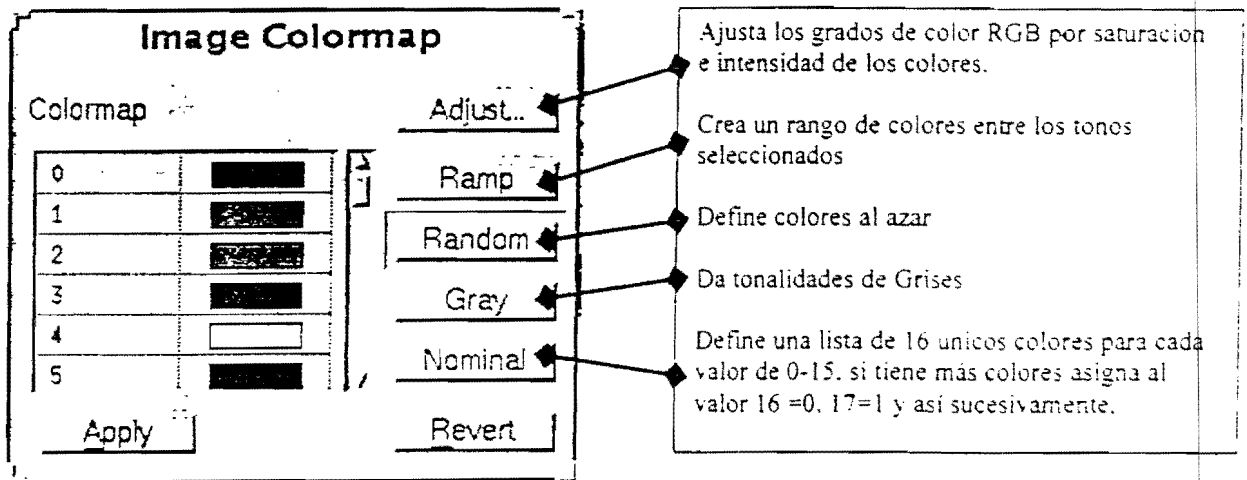 Image Colormap
Colormap
0
1
2
3
4
5
Adjust..
Ramp
Random
Gray
Nominal
Apply
Revert
Ajusta los grados de color RGB por saturacion
e intensidad de los colores.
Crea un rango de colores entre los tonos
seleccionados
Define colores al azar
Da tonalidades de Grises
Define una lista de 16 unicos colores para cada
valor de 0-15. si tiene más colores asigna al
valor 16 =0, 17=1 y así sucesivamente.